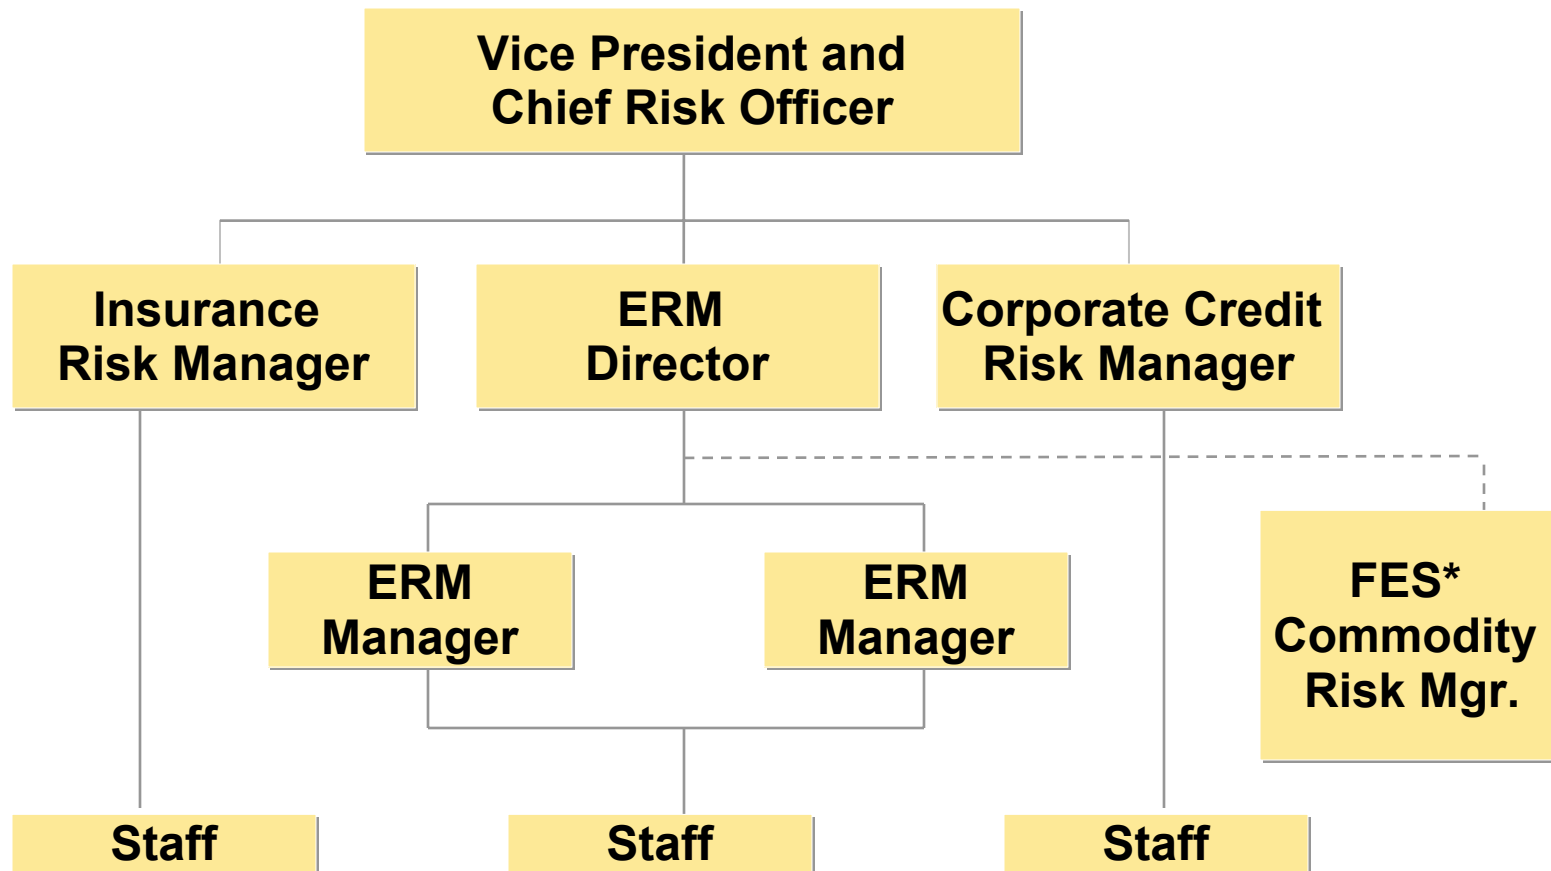 Vice President and
Chief Risk Officer
Insurance
Risk Manager
ERM
Director
Corporate Credit
Risk Manager
ERM
Manager
ERM
Manager
FES*
Commodity
Risk Mgr.
Staff
Staff
Staff